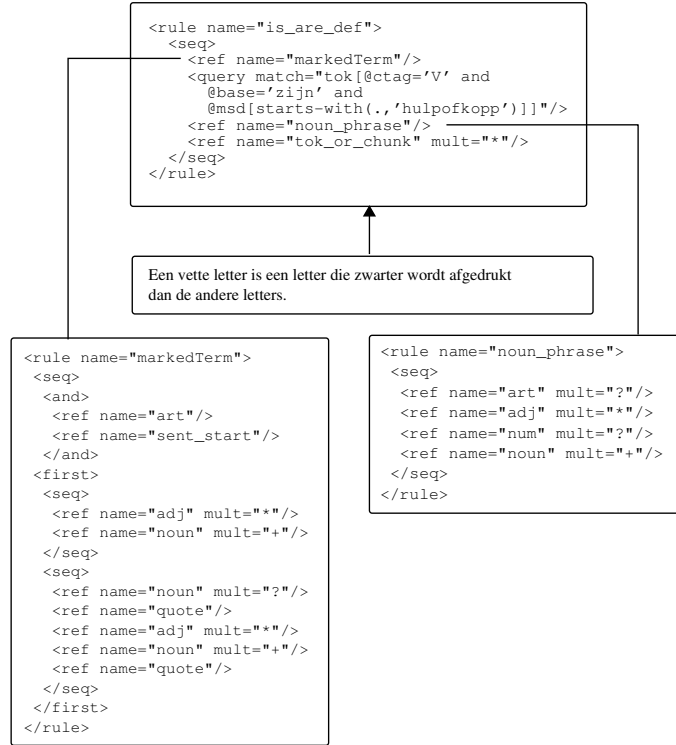 <rule name="is_are_def">
<seq>
<ref name="markedTerm"/>
<query match="tok[@ctag='V' and
@base='zijn' and
@msd[starts-with(.,'hulpofkopp')]]"/>
<ref name="noun_phrase"/>
<ref name="tok_or_chunk" mult="*"/>
</seq>
</rule>
Een vette letter is een letter die zwarter wordt afgedrukt
dan de andere letters.
<rule name="markedTerm">
<seq>
<and>
<ref name="art"/>
<ref name="sent_start"/>
</and>
<first>
<seq>
<ref name="adj" mult="*"/>
<ref name="noun" mult="+"/>
</seq>
<seq>
<ref name="noun" mult="?"/>
<ref name="quote"/>
<ref name="adj" mult="*"/>
<ref name="noun" mult="+"/>
<ref name="quote"/>
</seq>
</first>
</rule>
<rule name="noun_phrase">
<seq>
<ref name="art" mult="?"/>
<ref name="adj" mult="*"/>
<ref name="num" mult="?"/>
<ref name="noun" mult="+"/>
</seq>
</rule>